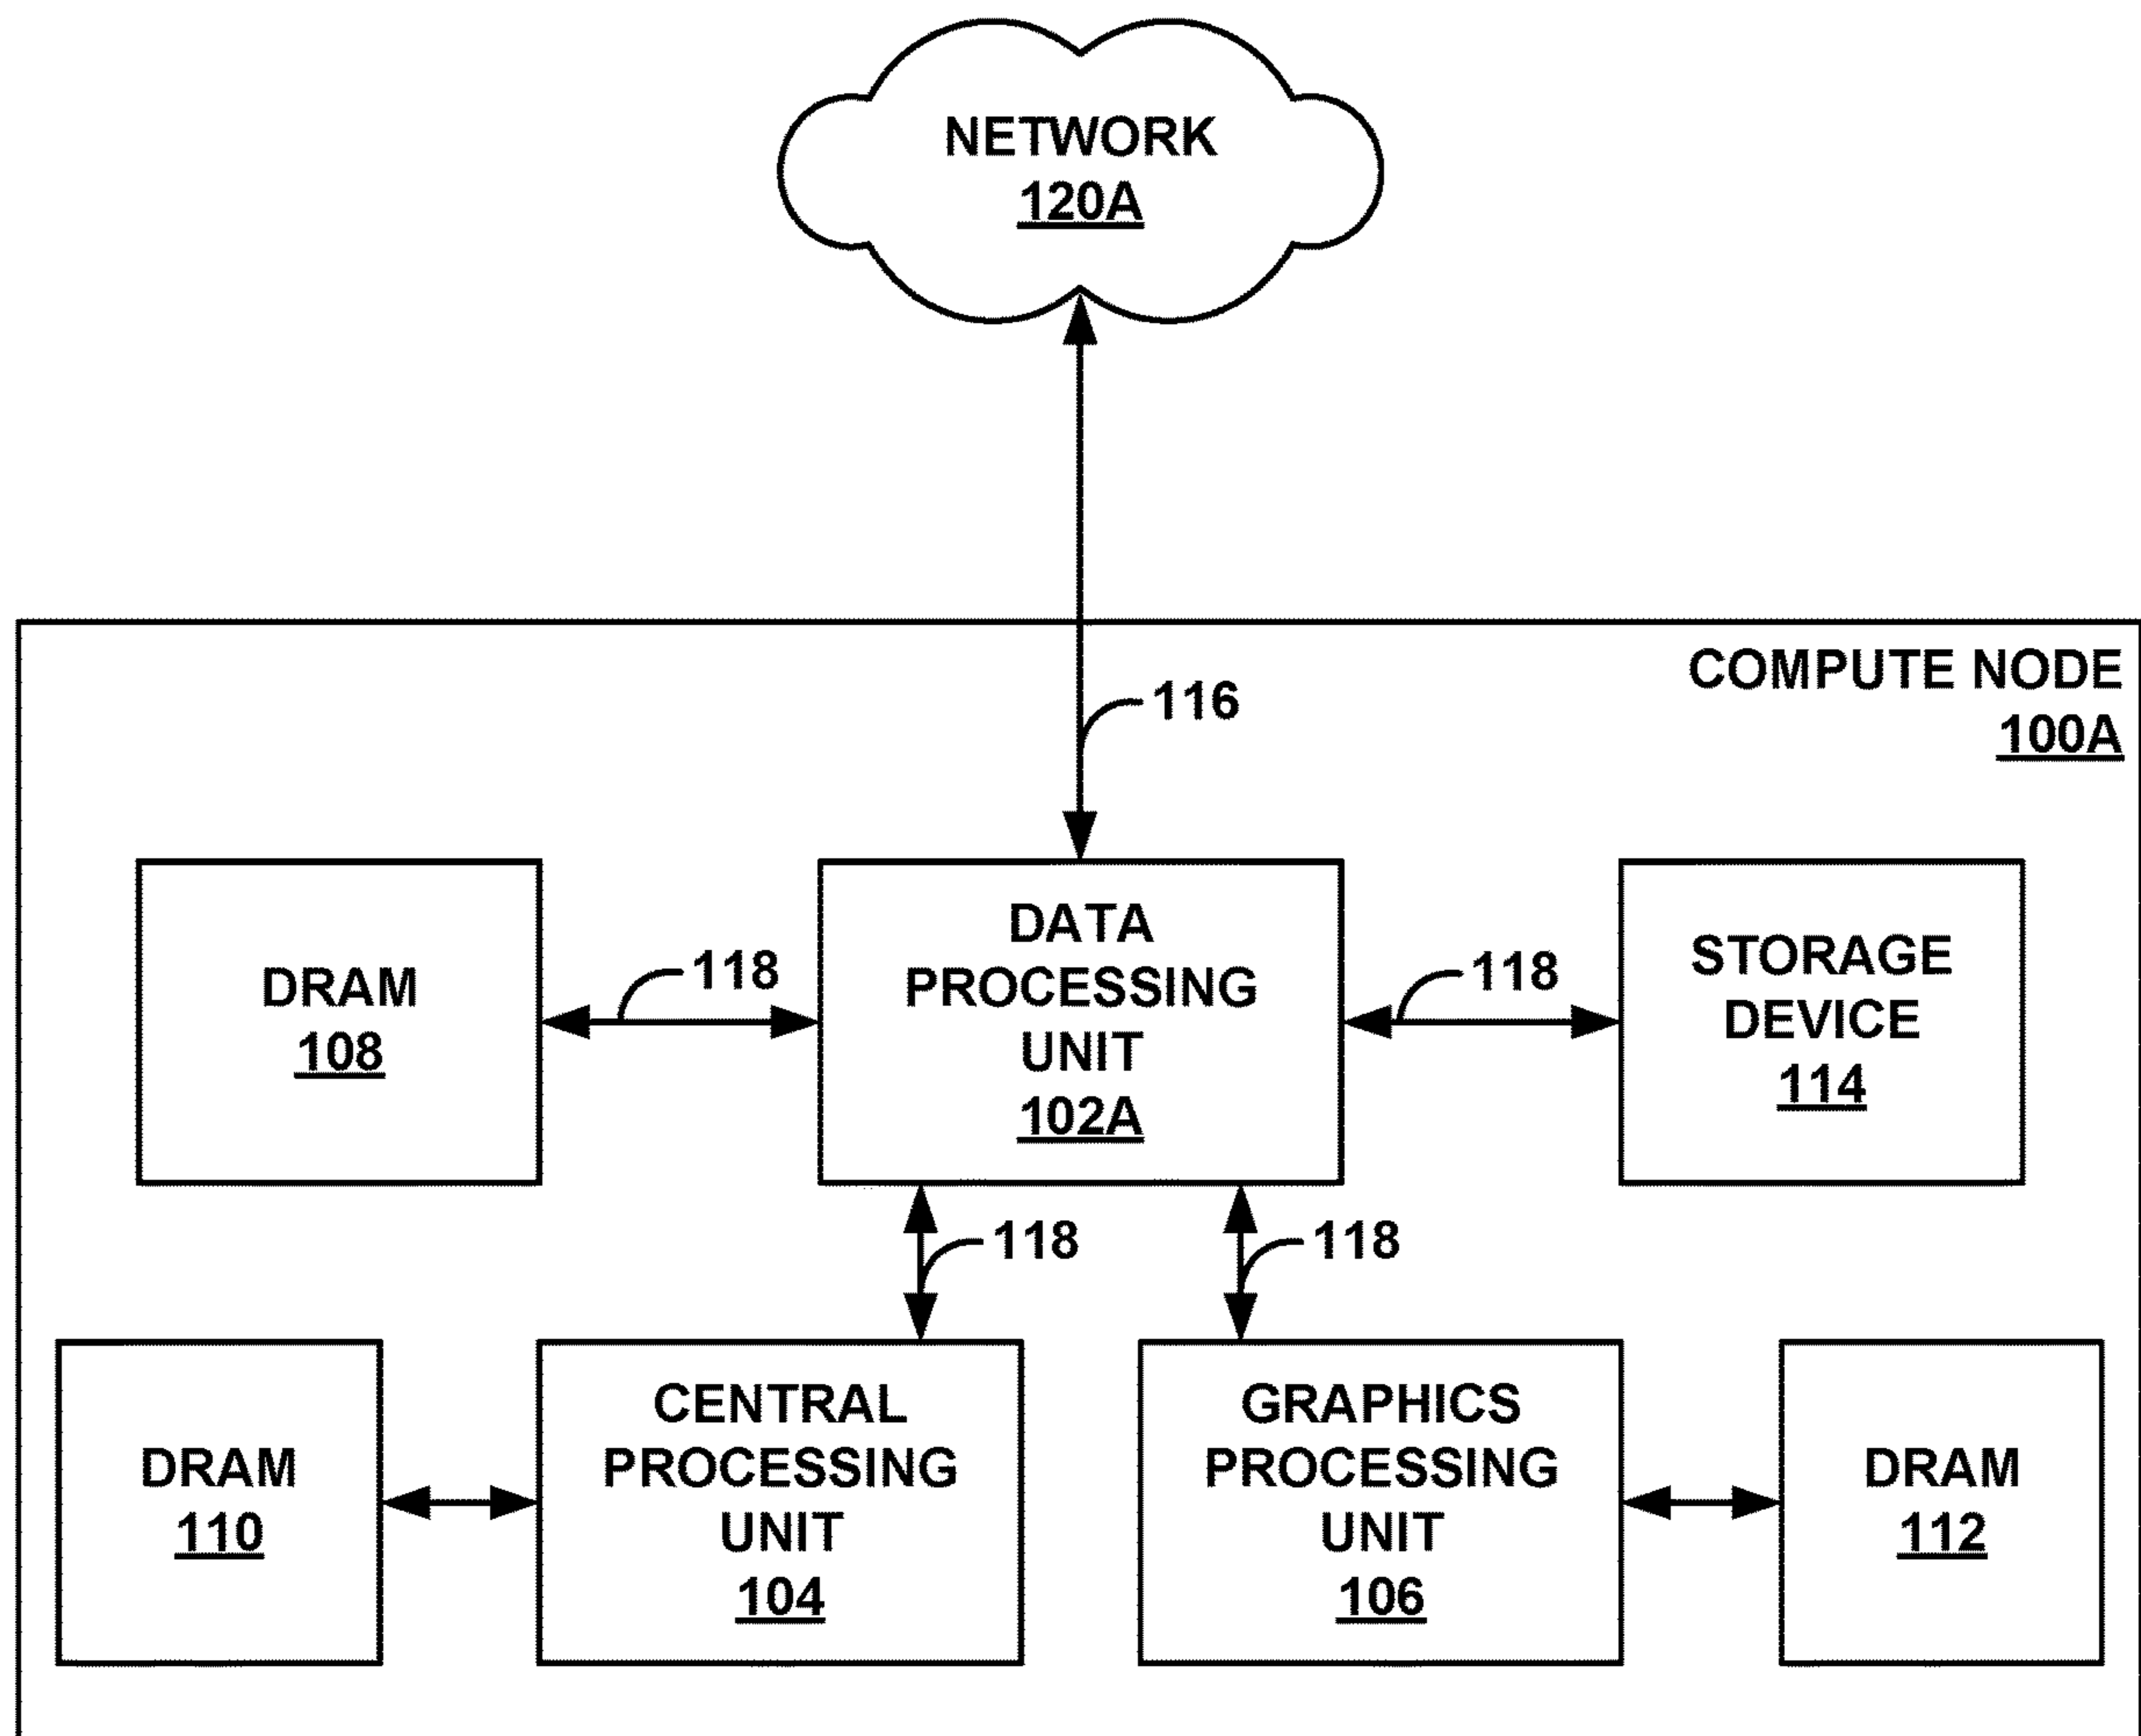 NETWORK
120A
COMPUTE NODE
100A
116
DRAM
108
118
DATA
PROCESSING
UNIT
102A
118
STORAGE
DEVICE
114
118
118
DRAM
110
CENTRAL
PROCESSING
UNIT
104
GRAPHICS
PROCESSING
UNIT
106
DRAM
112